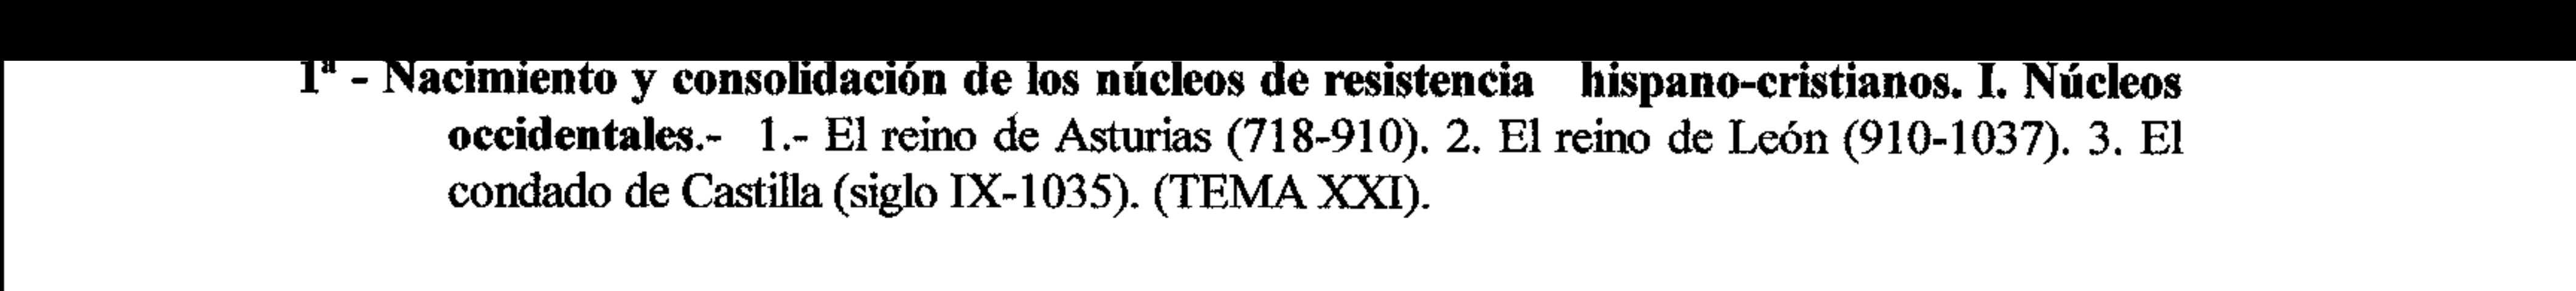 1ª - Nacimiento y consolidación de los núcleos de resistencia hispano-cristianos. I. Núcleos
occidentales.- 1.- El reino de Asturias (718-910). 2. El reino de León (910-1037). 3. El
condado de Castilla (siglo IX-1035). (TEMA XXI).